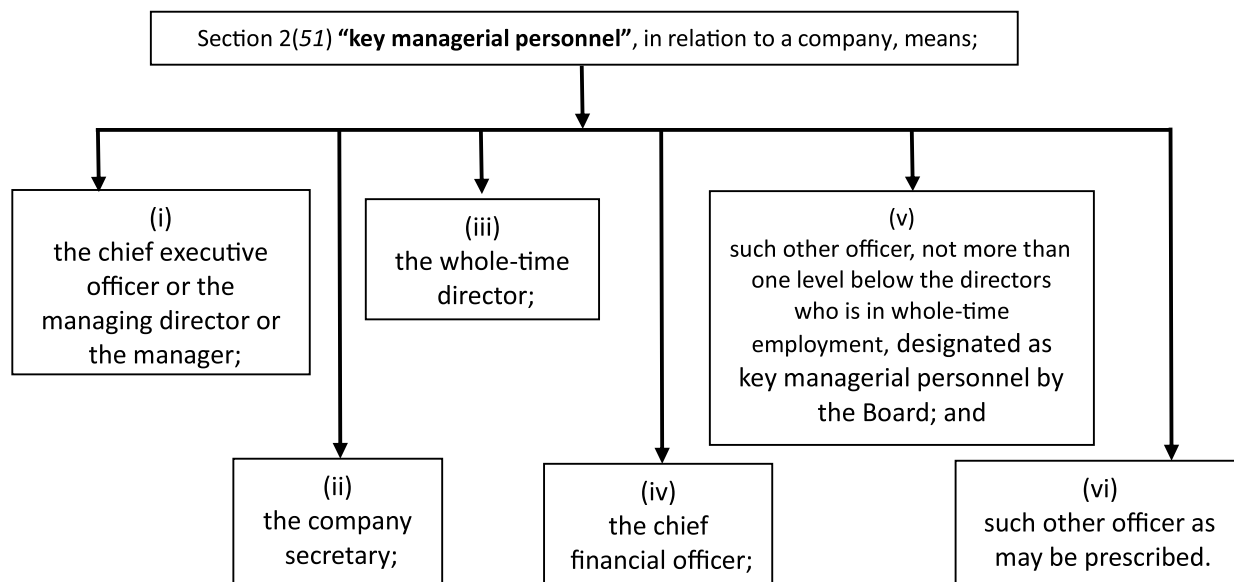 Section 2(51) “key managerial personnel”, in relation to a company, means;
(i)
the chief executive
officer or the
managing director or
the manager;
(ii)
the company
secretary;
(iii)
the whole-time
director;
(iv)
the chief
financial officer;
(v)
such other officer, not more than
one level below the directors
who is in whole-time
employment, designated as
key managerial personnel by
the Board; and
(vi)
such other officer as
may be prescribed.